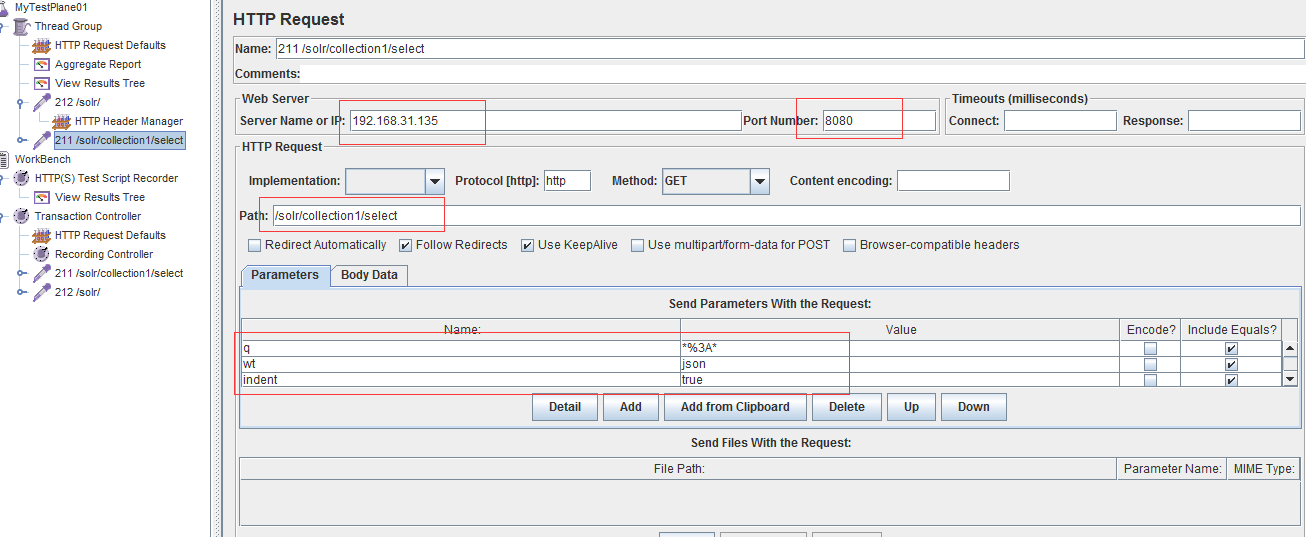 MyTestPlane01
Thread Group
HTTP Request Defaults
Aggregate Report
View Results Tree
212 /solr/
HTTP Header Manager
211 /solr/collection1/select
WorkBench
HTTP(S) Test Script Recorder
View Results Tree
Transaction Controller
HTTP Request Defaults
Recording Controller
211 /solr/collection1/select
212 /solr/
HTTP Request
Name: 211 /solr/collection1/select
Comments:
Web Server
Timeouts (milliseconds)
Server Name or IP: 192.168.31.135 Port Number: 8080
Connect: Response:
HTTP Request
Implementation: Protocol [http]: http Method: GET Content encoding:
Path: /solr/collection1/select
Redirect Automatically Follow Redirects Use KeepAlive Use multipart/form-data for POST Browser-compatible headers
Parameters Body Data
Send Parameters With the Request:
Name: Value Encode? Include Equals?
q *%3A*
wt json
indent true
Detail Add Add from Clipboard Delete Up Down
Send Files With the Request:
File Path: Parameter Name: MIME Type: